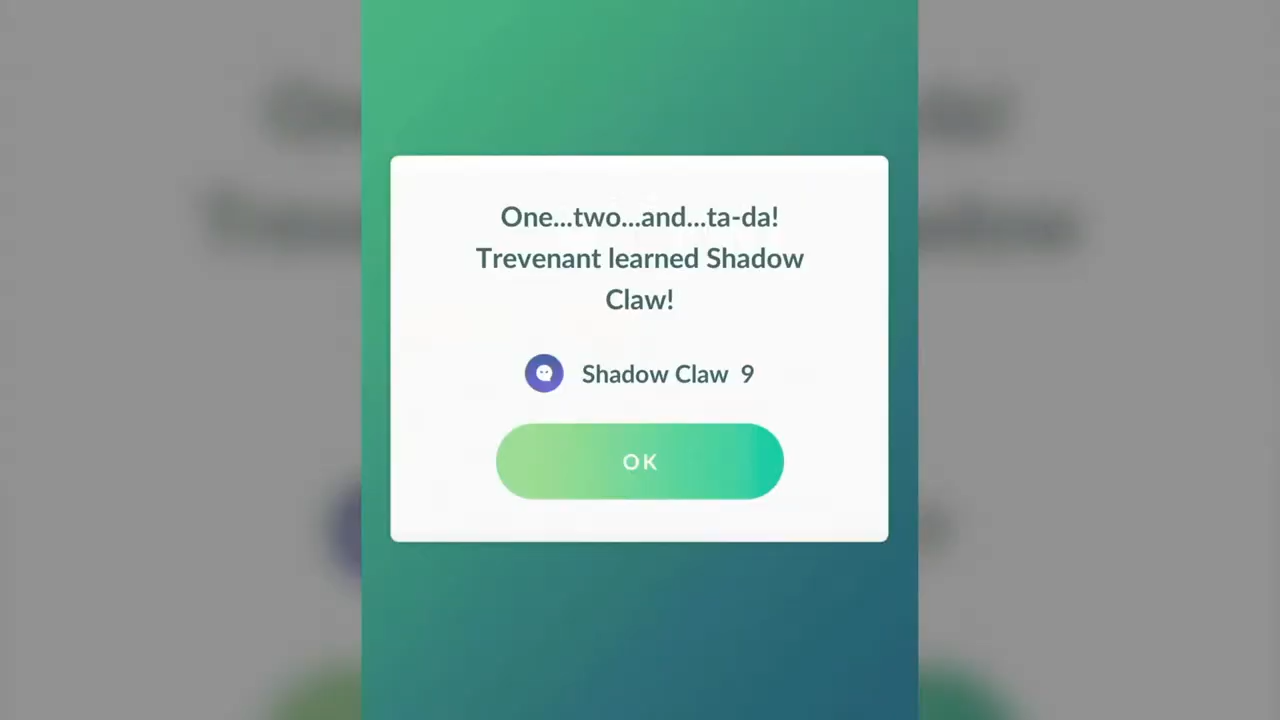 One...two...and...ta-da!
Trevenant learned Shadow
Claw!
Shadow Claw 9
OK